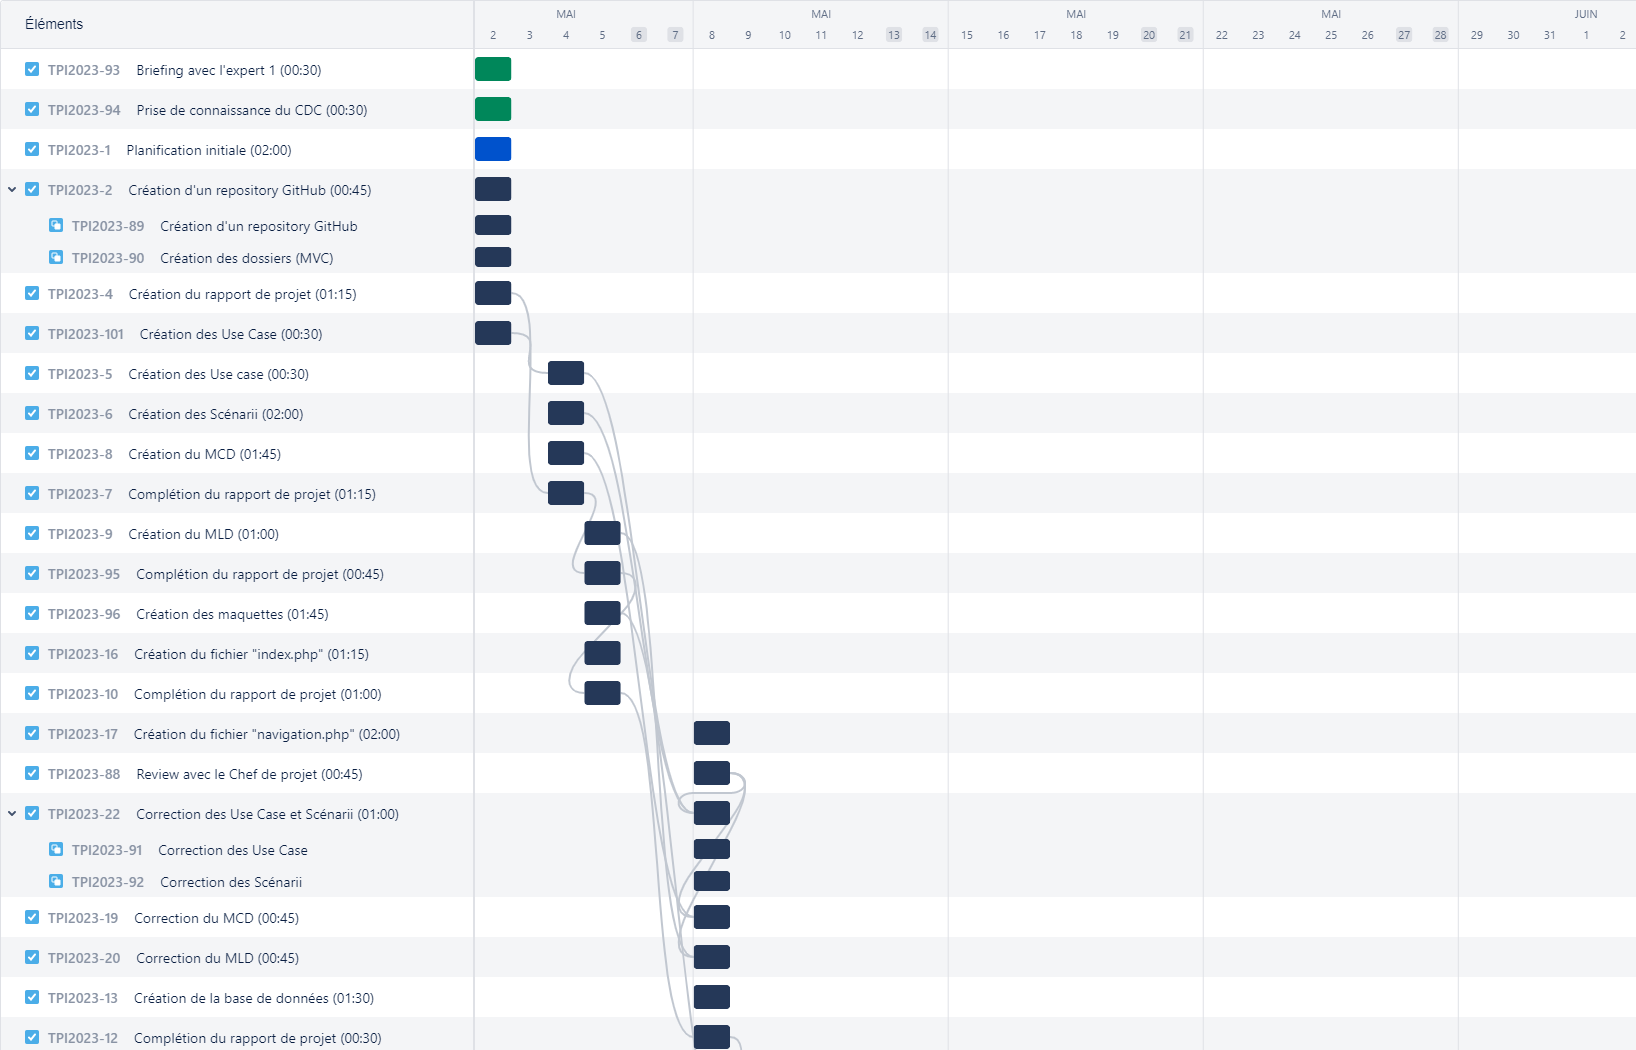 Éléments
MAI MAI MAI MAI JUIN
2 3 4 5 6 7 8 9 10 11 12 13 14 15 16 17 18 19 20 21 22 23 24 25 26 27 28 29 30 31 1 2
TPI2023-93 Briefing avec l'expert 1 (00:30)
TPI2023-94 Prise de connaissance du CDC (00:30)
TPI2023-1 Planification initiale (02:00)
TPI2023-2 Création d'un repository GitHub (00:45)
TPI2023-89 Création d'un repository GitHub
TPI2023-90 Création des dossiers (MVC)
TPI2023-4 Création du rapport de projet (01:15)
TPI2023-101 Création des Use Case (00:30)
TPI2023-5 Création des Use case (00:30)
TPI2023-6 Création des Scénarii (02:00)
TPI2023-8 Création du MCD (01:45)
TPI2023-7 Complétion du rapport de projet (01:15)
TPI2023-9 Création du MLD (01:00)
TPI2023-95 Complétion du rapport de projet (00:45)
TPI2023-96 Création des maquettes (01:45)
TPI2023-16 Création du fichier "index.php" (01:15)
TPI2023-10 Complétion du rapport de projet (01:00)
TPI2023-17 Création du fichier "navigation.php" (02:00)
TPI2023-88 Review avec le Chef de projet (00:45)
TPI2023-22 Correction des Use Case et Scénarii (01:00)
TPI2023-91 Correction des Use Case
TPI2023-92 Correction des Scénarii
TPI2023-19 Correction du MCD (00:45)
TPI2023-20 Correction du MLD (00:45)
TPI2023-13 Création de la base de données (01:30)
TPI2023-12 Complétion du rapport de projet (00:30)